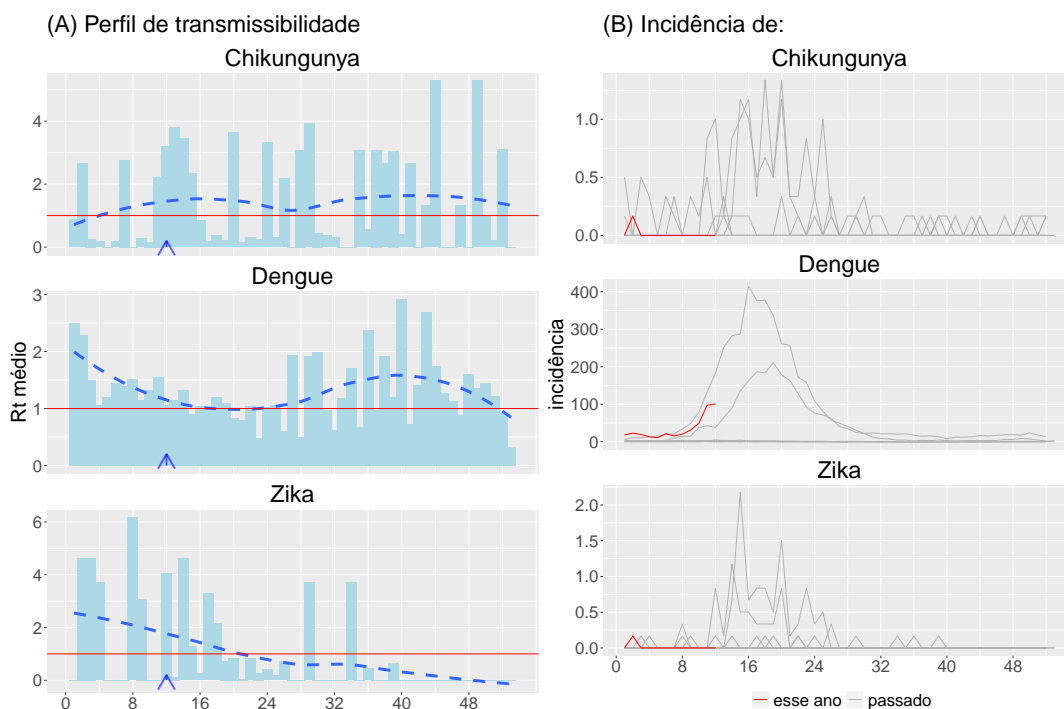 (A) Perfil de transmissibilidade
Chikungunya
4
2
0
Dengue
3
2
1
0
Rt médio
Zika
6
4
2
0
0 8 16 24 32 40 48
(B) Incidência de:
Chikungunya
1.0
0.5
0.0
Dengue
400
300
200
100
0
incidência
Zika
2.0
1.5
1.0
0.5
0.0
0 8 16 24 32 40 48
esse ano passado